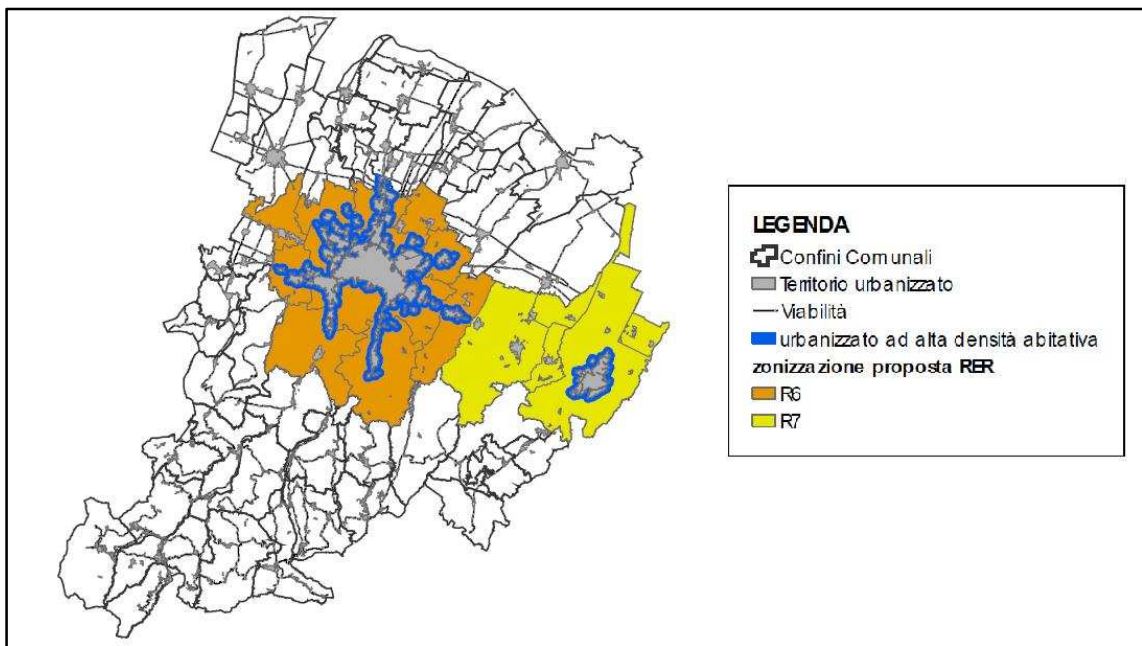 LEGENDA
Confini Comunali
Territorio urbanizzato
Viabilità
urbanizzato ad alta densità abitativa
zonizzazione proposta RER
R6
R7